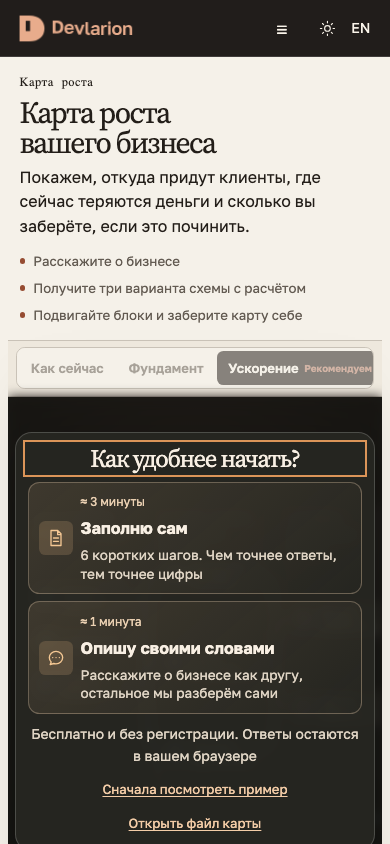 Devlarion
EN
Карта роста
Карта роста
вашего бизнеса
Покажем, откуда придут клиенты, где
сейчас теряются деньги и сколько вы
заберёте, если это починить.
Расскажите о бизнесе
Получите три варианта схемы с расчётом
Подвигайте блоки и заберите карту себе
Как сейчас Фундамент Ускорение Рекомендуем
Как удобнее начать?
≈ 3 минуты
Заполню сам
6 коротких шагов. Чем точнее ответы,
тем точнее цифры
≈ 1 минута
Опишу своими словами
Расскажите о бизнесе как другу,
остальное мы разберём сами
Бесплатно и без регистрации. Ответы остаются
в вашем браузере
Сначала посмотреть пример
Открыть файл карты